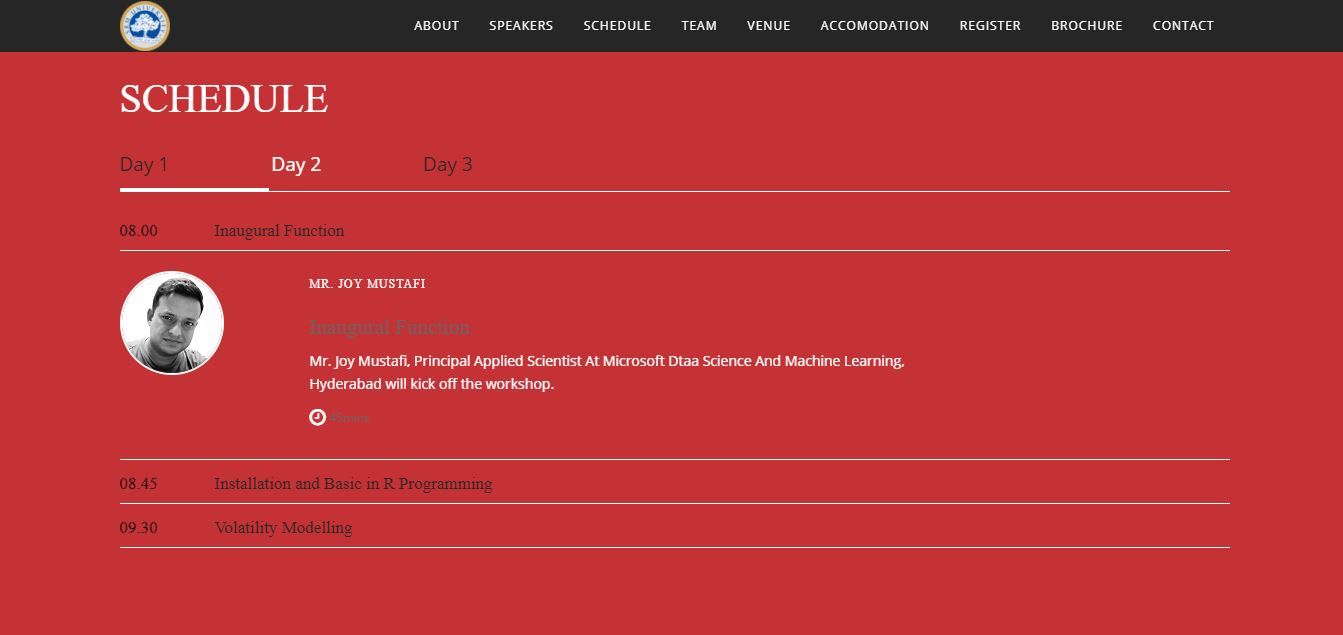 ABOUT SPEAKERS SCHEDULE TEAM VENUE ACCOMODATION REGISTER BROCHURE CONTACT
SCHEDULE
Day 1 Day 2 Day 3
08.00 Inaugural Function
MR. JOY MUSTAFI
Inaugural Function
Mr. Joy Mustafi, Principal Applied Scientist At Microsoft Dtaa Science And Machine Learning,
Hyderabad will kick off the workshop.
08.45 Installation and Basic in R Programming
09.30 Volatility Modelling